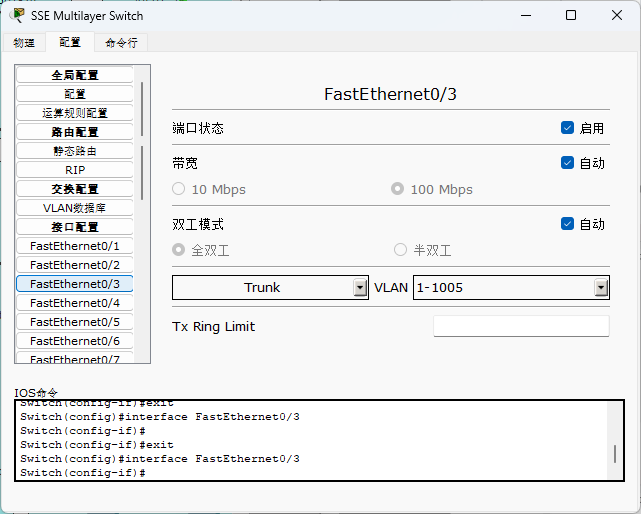 SSE Multilayer Switch
物理 配置 命令行
全局配置
配置
运算规则配置
路由配置
静态路由
RIP
交换配置
VLAN数据库
接口配置
FastEthernet0/1
FastEthernet0/2
FastEthernet0/3
FastEthernet0/4
FastEthernet0/5
FastEthernet0/6
FastEthernet0/7
FastEthernet0/3
端口状态 启用
带宽 自动
10 Mbps 100 Mbps
双工模式 自动
全双工 半双工
Trunk VLAN 1-1005
Tx Ring Limit
IOS命令
Switch(config-if)#exit
Switch(config)#interface FastEthernet0/3
Switch(config-if)#
Switch(config-if)#exit
Switch(config)#interface FastEthernet0/3
Switch(config-if)#